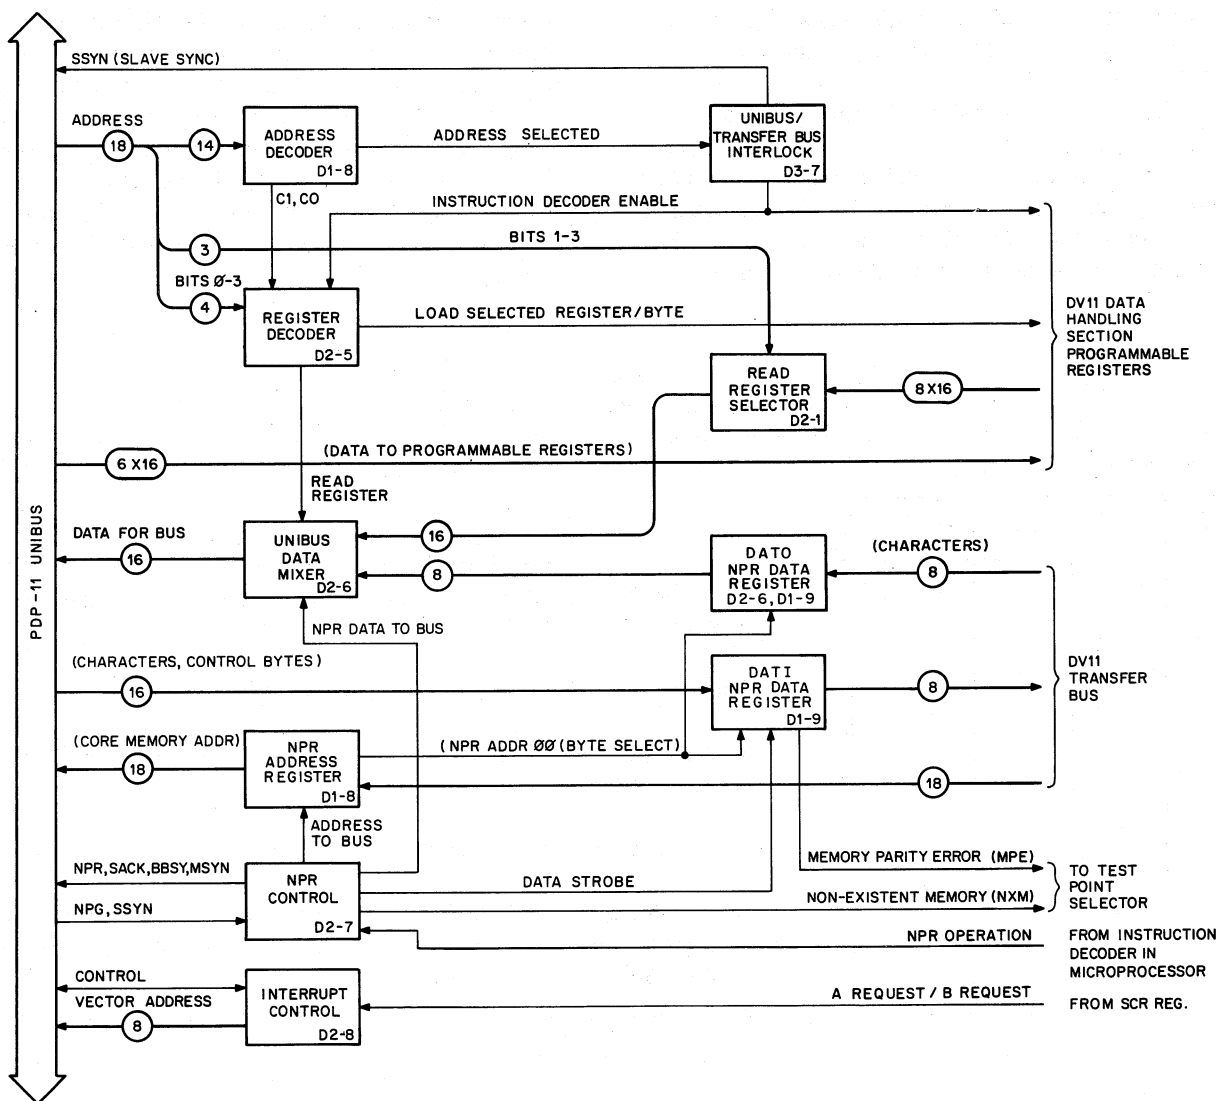 SSYN (SLAVE SYNC)
ADDRESS
18
14
ADDRESS
DECODER
D1-8
ADDRESS SELECTED
UNIBUS/
TRANSFER BUS
INTERLOCK
D3-7
C1, CO
INSTRUCTION DECODER ENABLE
3
BITS 1-3
BITS Ø-3
4
REGISTER
DECODER
D2-5
LOAD SELECTED REGISTER/BYTE
DV11 DATA
HANDLING
SECTION
PROGRAMMABLE
REGISTERS
READ
REGISTER
SELECTOR
D2-1
8X16
6 X16
(DATA TO PROGRAMMABLE REGISTERS)
READ
REGISTER
PDP-11 UNIBUS
DATA FOR BUS
16
UNIBUS
DATA
MIXER
D2-6
16
8
DATO
NPR DATA
REGISTER
D2-6, D1-9
(CHARACTERS)
8
NPR DATA TO BUS
(CHARACTERS, CONTROL BYTES)
16
DATI
NPR DATA
REGISTER
D1-9
8
DV11
TRANSFER
BUS
(CORE MEMORY ADDR)
18
NPR
ADDRESS
REGISTER
D1-8
(NPR ADDR ØØ (BYTE SELECT)
18
ADDRESS
TO BUS
NPR, SACK, BBSY, MSYN
NPG, SSYN
NPR
CONTROL
D2-7
DATA STROBE
MEMORY PARITY ERROR (MPE)
NON-EXISTENT MEMORY (NXM)
TO TEST
POINT
SELECTOR
NPR OPERATION
FROM INSTRUCTION
DECODER IN
MICROPROCESSOR
CONTROL
VECTOR ADDRESS
8
INTERRUPT
CONTROL
D2-8
A REQUEST / B REQUEST
FROM SCR REG.